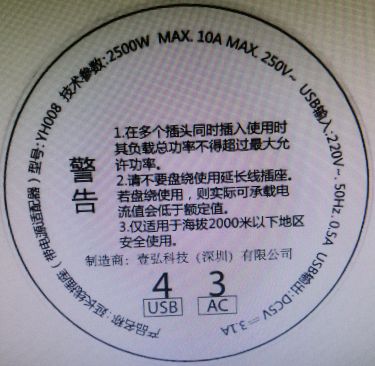 产品名称:延长线插座（带电源适配器）型号:YH008 技术参数:2500W MAX. 10A MAX. 250V~ USB输入:220V~. 50Hz. 0.5A USB输出:DC5V⎓3.1A
警告
1.在多个插头同时插入使用时
其负载总功率不得超过最大允
许功率。
2.请不要盘绕使用延长线插座。
若盘绕使用，则实际可承载电
流值会低于额定值。
3.仅适用于海拔2000米以下地区
安全使用。
制造商：壹弘科技（深圳）有限公司
4 3
USB AC